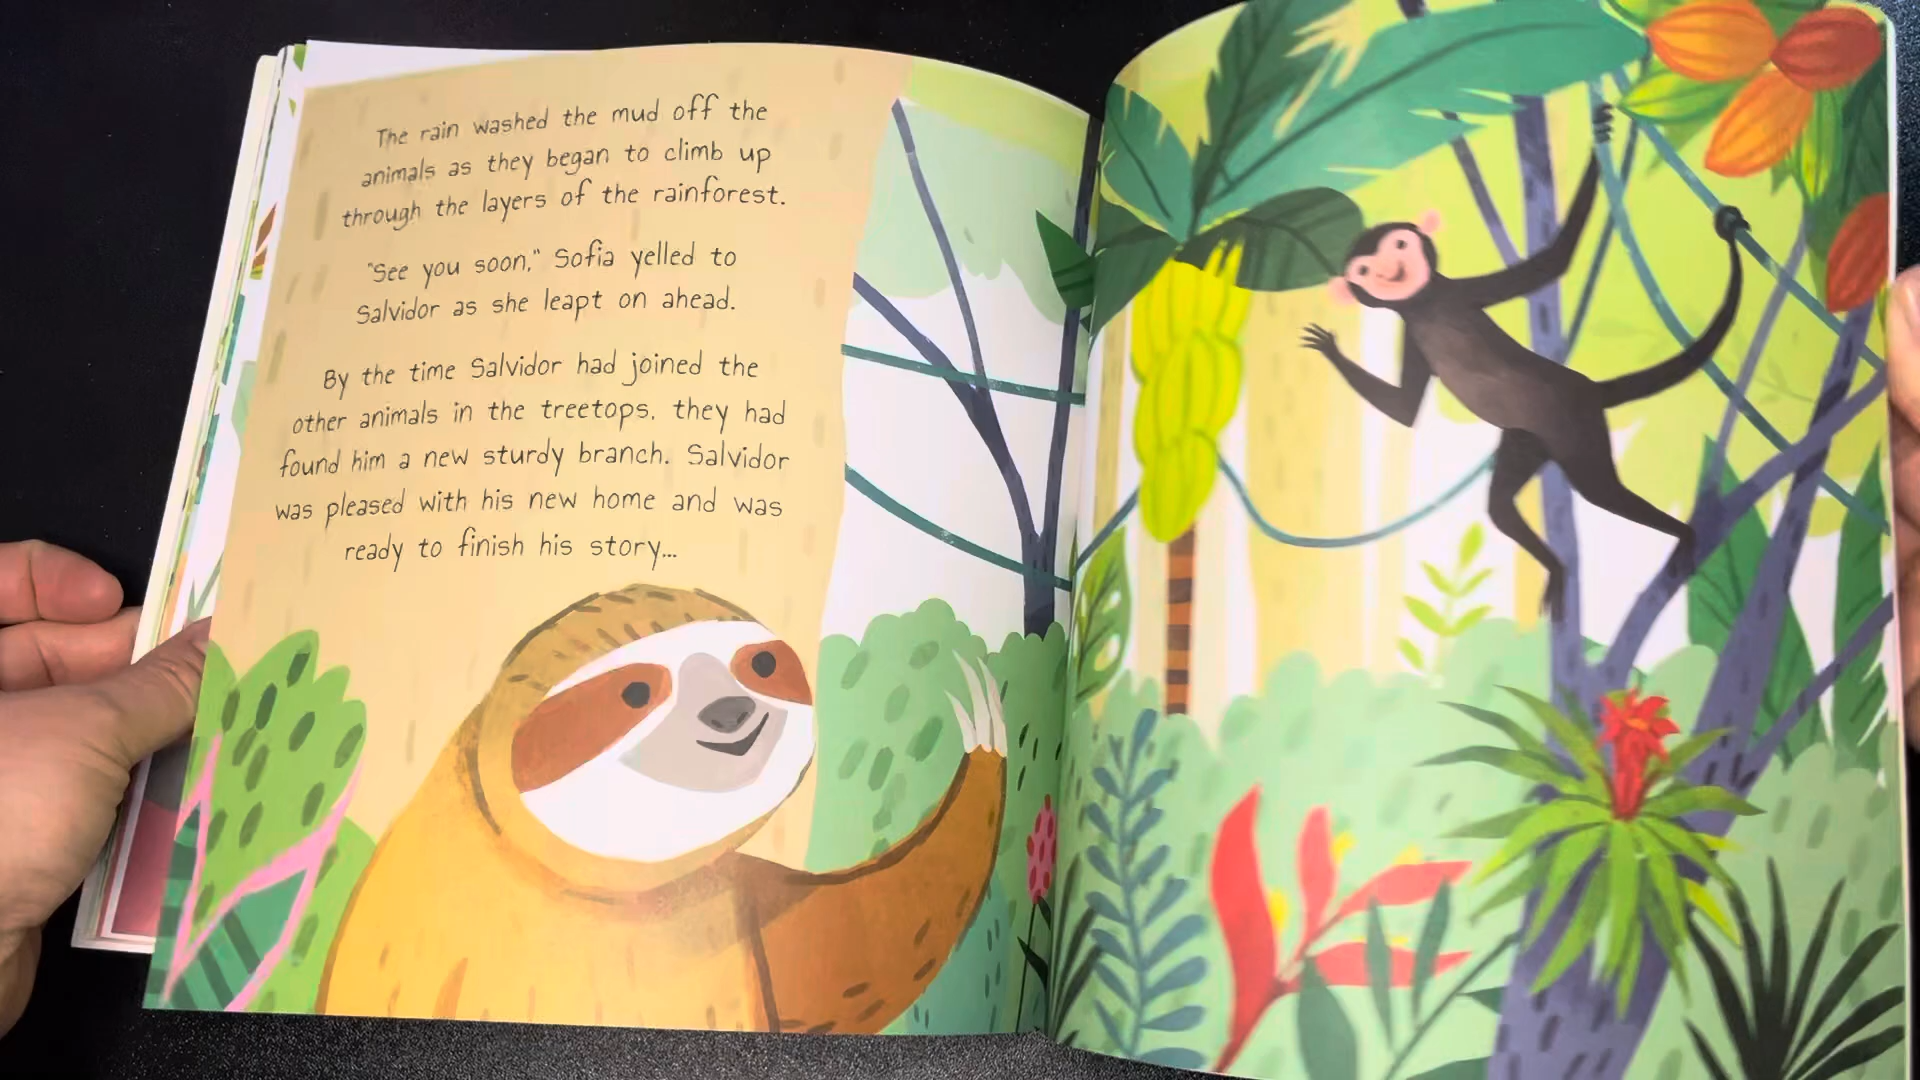 The rain washed the mud off the
animals as they began to climb up
through the layers of the rainforest.
"See you soon," Sofia yelled to
Salvidor as she leapt on ahead.
By the time Salvidor had joined the
other animals in the treetops, they had
found him a new sturdy branch. Salvidor
was pleased with his new home and was
ready to finish his story...